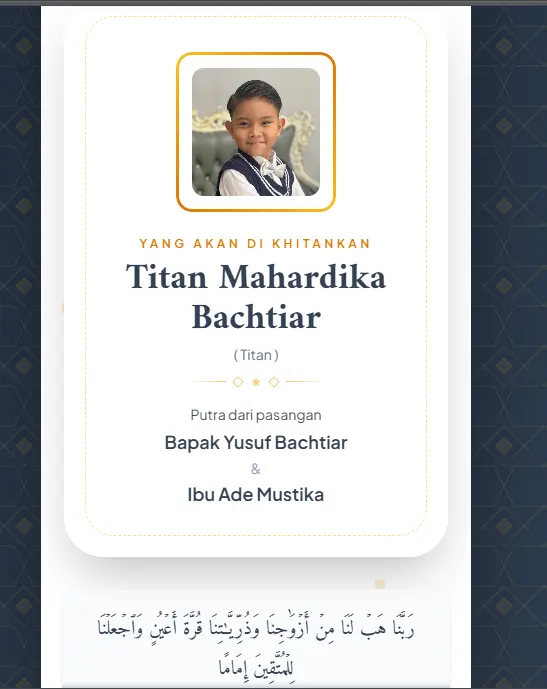 YANG AKAN DI KHITANKAN
Titan Mahardika
Bachtiar
( Titan )
Putra dari pasangan
Bapak Yusuf Bachtiar
&
Ibu Ade Mustika
رَبَّنَا هَبۡ لَنَا مِنۡ أَزۡوَٰجِنَا وَذُرِّيَّـٰتِنَا قُرَّةَ أَعۡيُنٍ وَٱجۡعَلۡنَا
لِلۡمُتَّقِينَ إِمَامًا